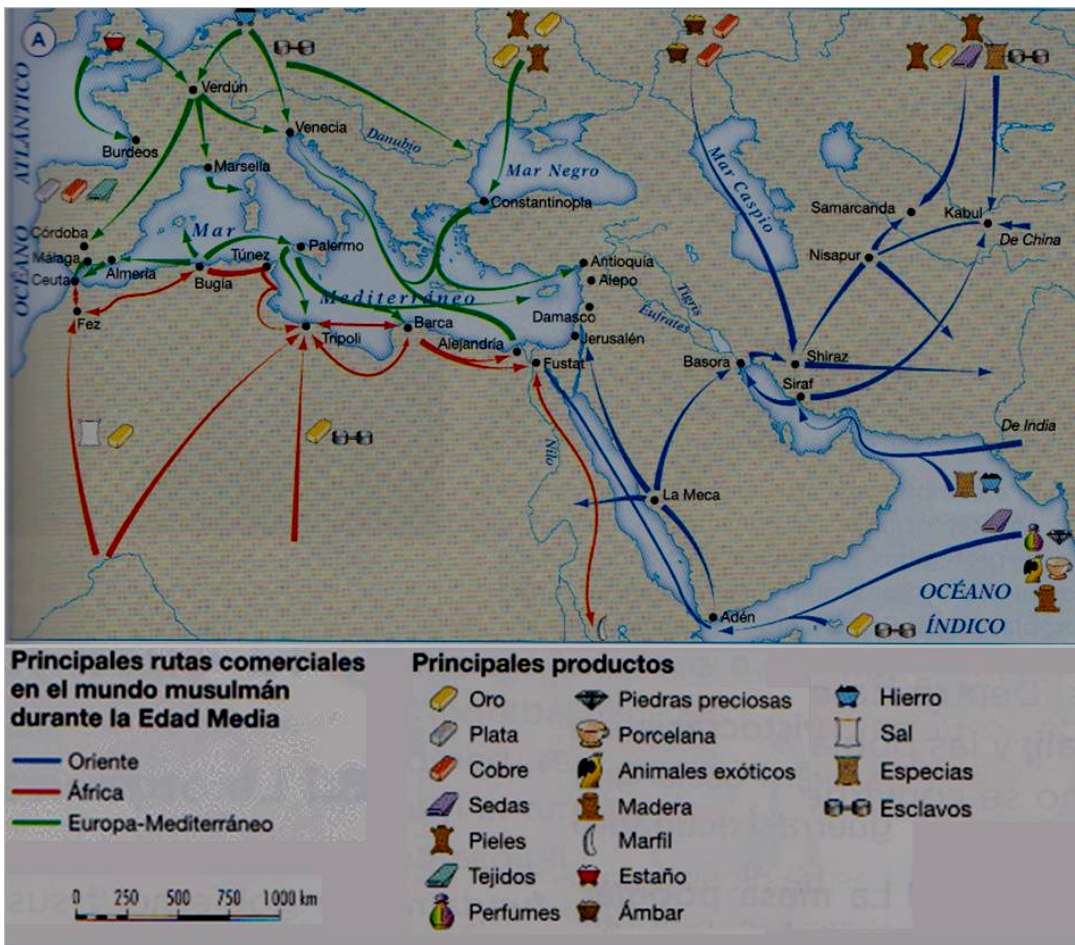 A
OCÉANO ATLÁNTICO
Verdún
Venecia
Danubio
Burdeos
Marsella
Mar Negro
Constantinopla
Mar Caspio
Samarcanda
Kabul
De China
Nisapur
Córdoba
Málaga
Ceuta
Almería
Mar
Bugía
Túnez
Palermo
Mediterráneo
Antioquía
Alepo
Tigris
Éufrates
Damasco
Fez
Trípoli
Barca
Alejandría
Jerusalén
Fustat
Basora
Shiraz
Siraf
De India
Nilo
La Meca
Adén
OCÉANO
ÍNDICO
Principales rutas comerciales
en el mundo musulmán
durante la Edad Media
Oriente
África
Europa-Mediterráneo
0 250 500 750 1000 km
Principales productos
Oro
Plata
Cobre
Sedas
Pieles
Tejidos
Perfumes
Piedras preciosas
Porcelana
Animales exóticos
Madera
Marfil
Estaño
Ámbar
Hierro
Sal
Especias
Esclavos